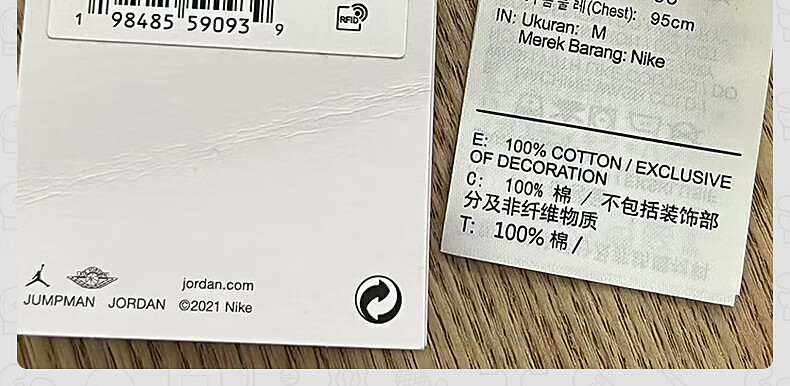 1 98485 59093 9
RFID
jordan.com
JUMPMAN JORDAN ©2021 Nike
(Chest): 95cm
IN: Ukuran: M
Merek Barang: Nike
E: 100% COTTON / EXCLUSIVE
OF DECORATION
C: 100% 棉 / 不包括装饰部
分及非纤维物质
T: 100% 棉 /